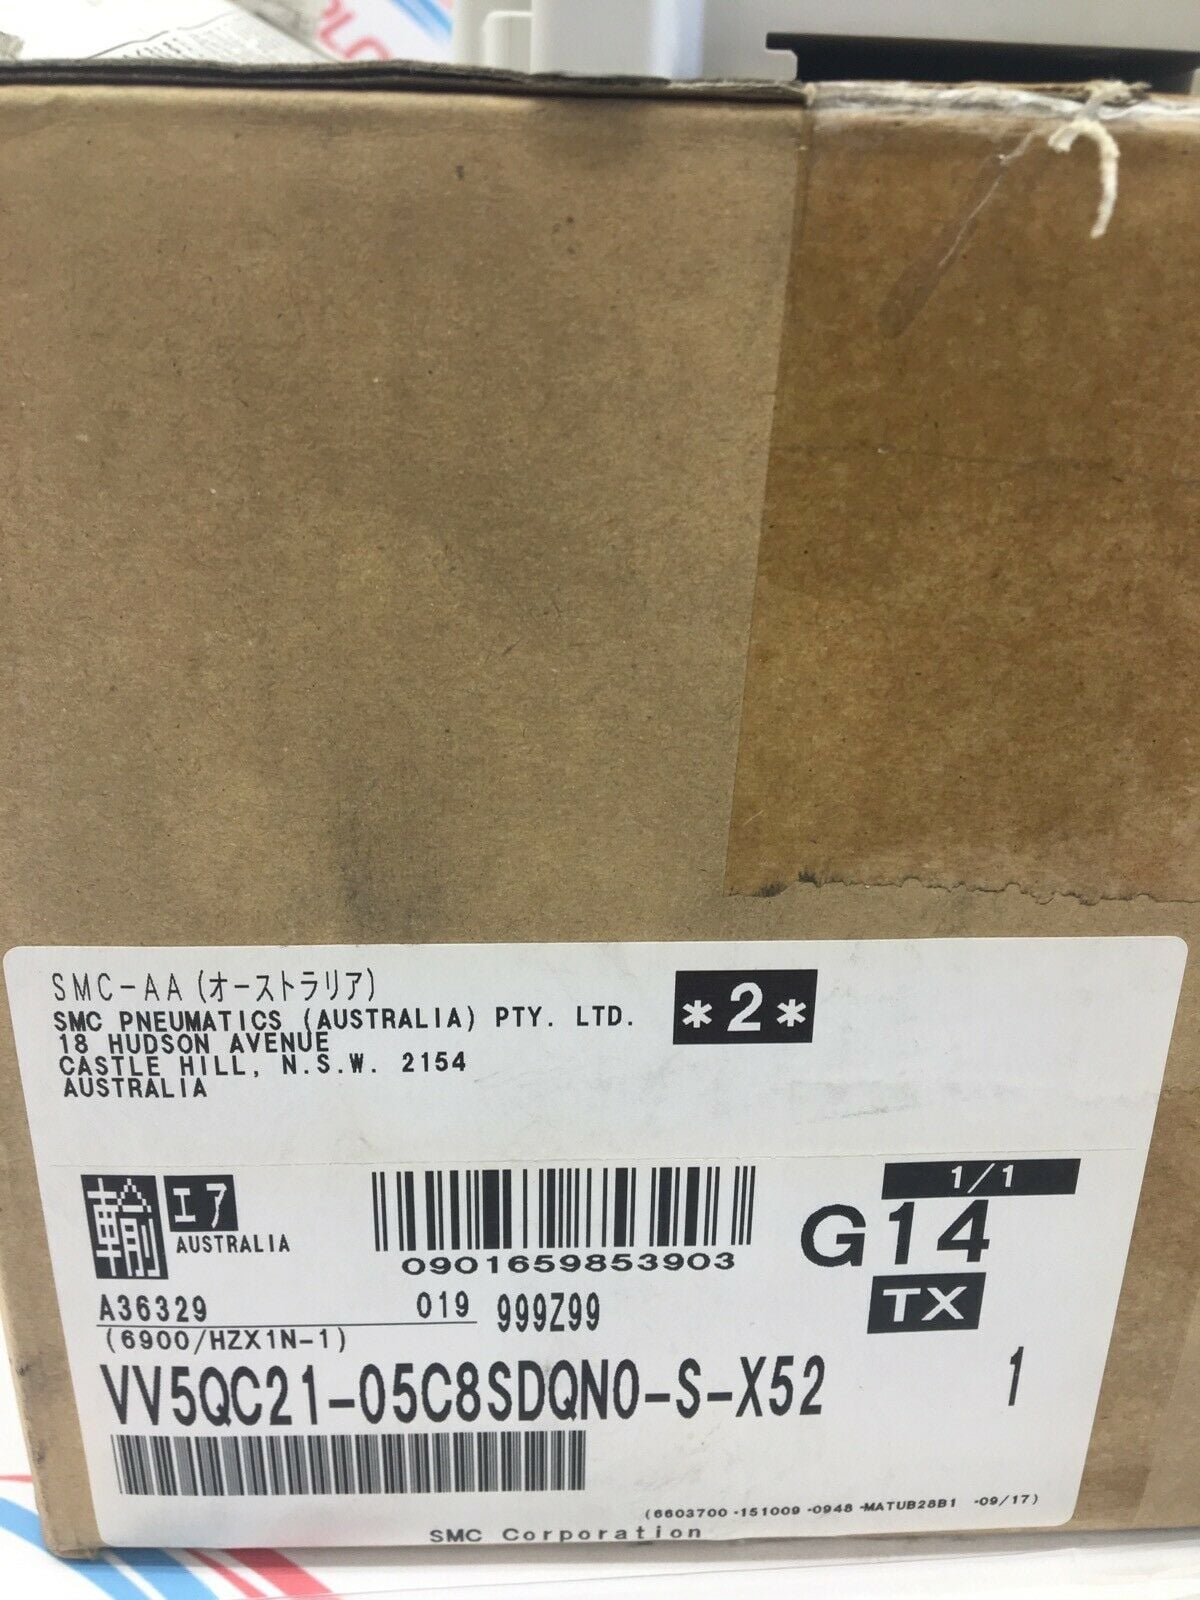 PLO
SMC-AA(オーストラリア)
SMC PNEUMATICS (AUSTRALIA) PTY. LTD.
18 HUDSON AVENUE
CASTLE HILL, N.S.W. 2154
AUSTRALIA
*2*
輸
エア
AUSTRALIA
0901659853903
1/1
G14
TX
A36329
019
999Z99
(6900/HZX1N-1)
VV5QC21-05C8SDQN0-S-X52
1
(6603700 -151009 -0948 -MATUB28B1 -09/17)
SMC Corporation